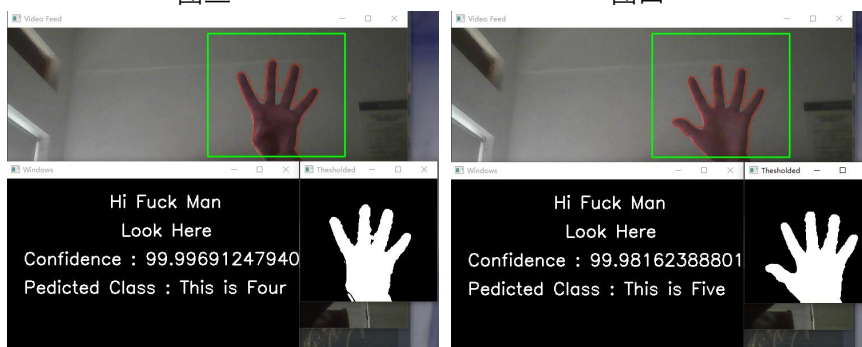 Video Feed
Video Feed
Windows
Thesholded
Windows
Thesholded
Hi Fuck Man
Look Here
Confidence : 99.99691247940
Pedicted Class : This is Four
Hi Fuck Man
Look Here
Confidence : 99.98162388801
Pedicted Class : This is Five